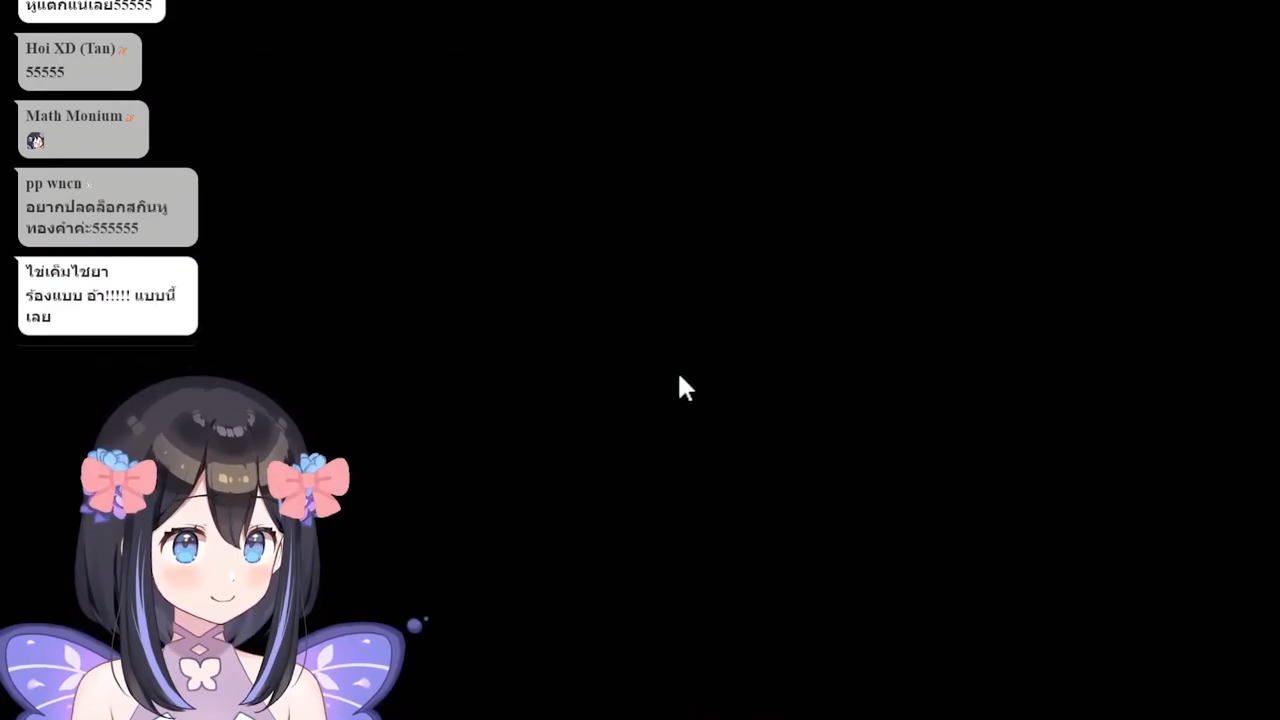 หูแตกแน่เลย55555
Hoi XD (Tan)
55555
Math Monium
pp wncn
อยากปลดล็อกสกินหู
ทองคำค่ะ555555
ไข่เค็มไชยา
ร้องแบบ อ๊า!!!!! แบบนี้
เลย